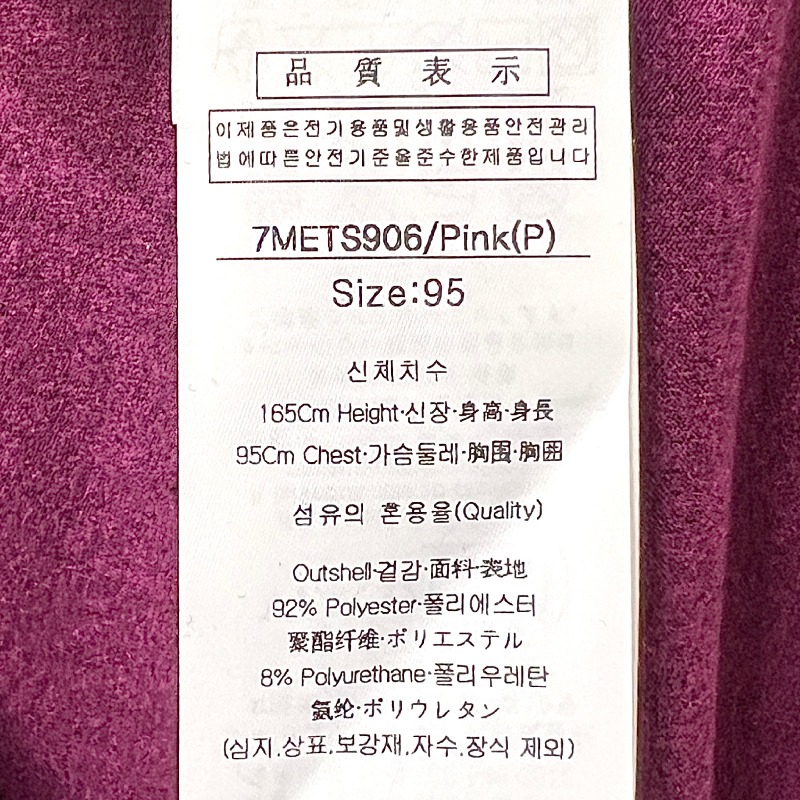 品 質 表 示
이제품은전기용품및생활용품안전관리
법에따른안전기준을준수한제품입니다
7METS906/Pink(P)
Size:95
신체치수
165Cm Height·신장·身高·身長
95Cm Chest·가슴둘레·胸围·胸囲
섬유의 혼용율(Quality)
Outshell·겉감·面料·表地
92% Polyester·폴리에스터
聚酯纤维·ポリエステル
8% Polyurethane·폴리우레탄
氨纶·ポリウレタン
(심지.상표.보강재.자수.장식 제외)